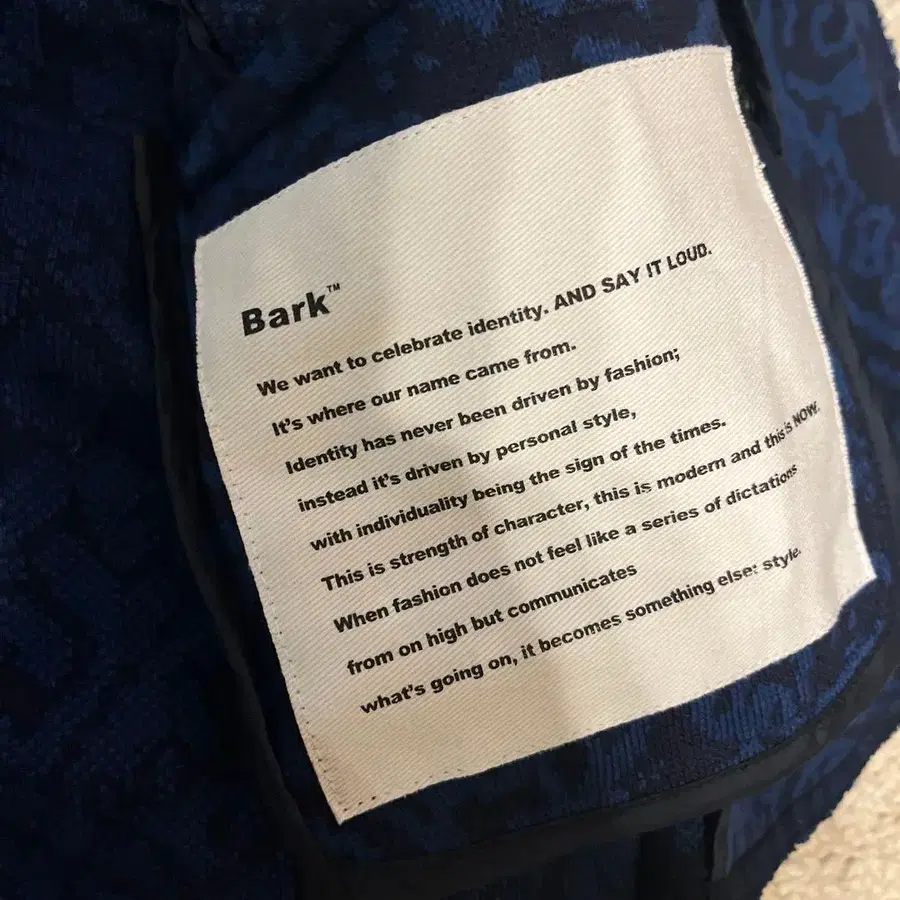 Bark™
We want to celebrate identity. AND SAY IT LOUD.
It's where our name came from.
Identity has never been driven by fashion;
instead it's driven by personal style,
with individuality being the sign of the times.
This is strength of character, this is modern and this is NOW.
When fashion does not feel like a series of dictations
from on high but communicates
what's going on, it becomes something else: style.